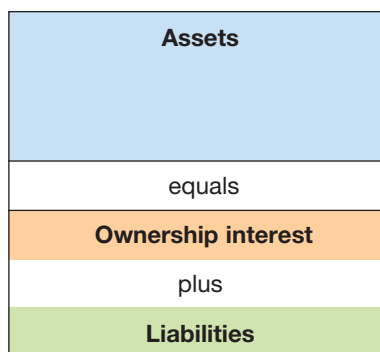 Assets
equals
Ownership interest
plus
Liabilities